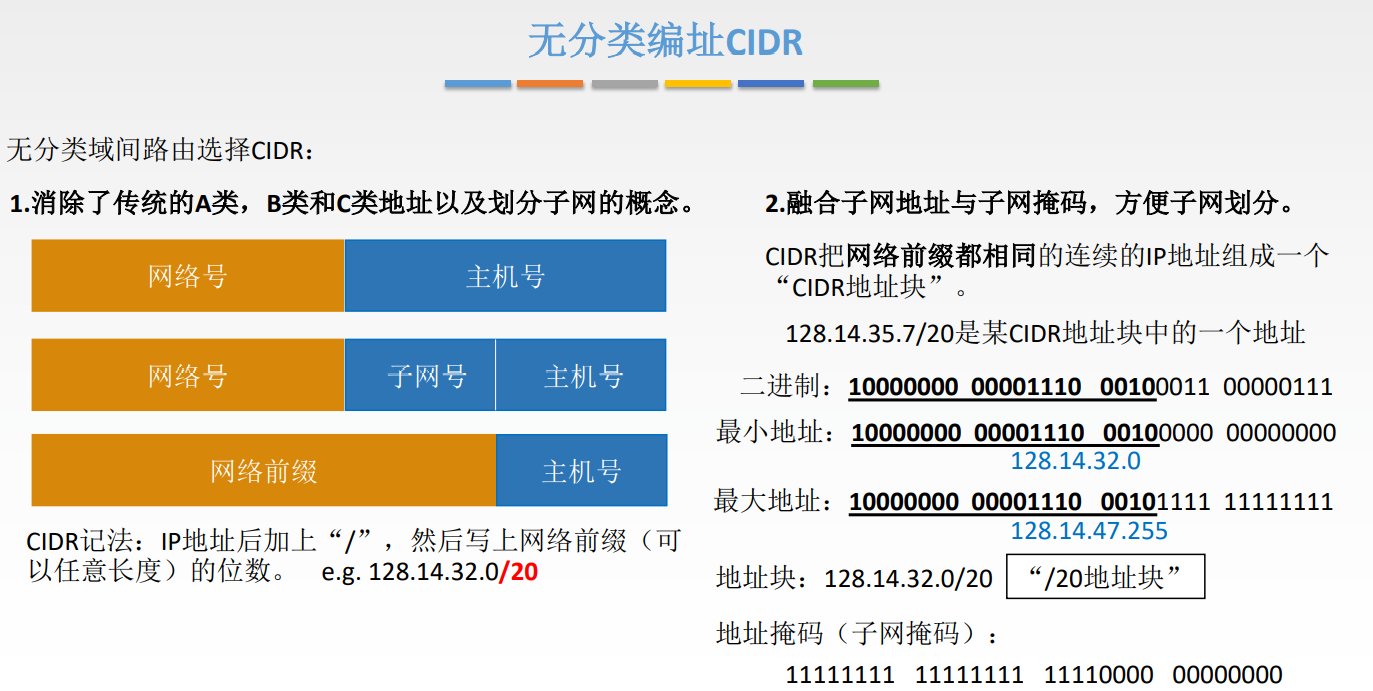 无分类编址CIDR
无分类域间路由选择CIDR：
1.消除了传统的A类，B类和C类地址以及划分子网的概念。
网络号 主机号
网络号 子网号 主机号
网络前缀 主机号
CIDR记法：IP地址后加上“/”，然后写上网络前缀（可
以任意长度）的位数。 e.g. 128.14.32.0/20
2.融合子网地址与子网掩码，方便子网划分。
CIDR把网络前缀都相同的连续的IP地址组成一个
“CIDR地址块”。
128.14.35.7/20是某CIDR地址块中的一个地址
二进制：10000000 00001110 00100011 00000111
最小地址：10000000 00001110 00100000 00000000
128.14.32.0
最大地址：10000000 00001110 00101111 11111111
128.14.47.255
地址块：128.14.32.0/20 “/20地址块”
地址掩码（子网掩码）：
11111111 11111111 11110000 00000000